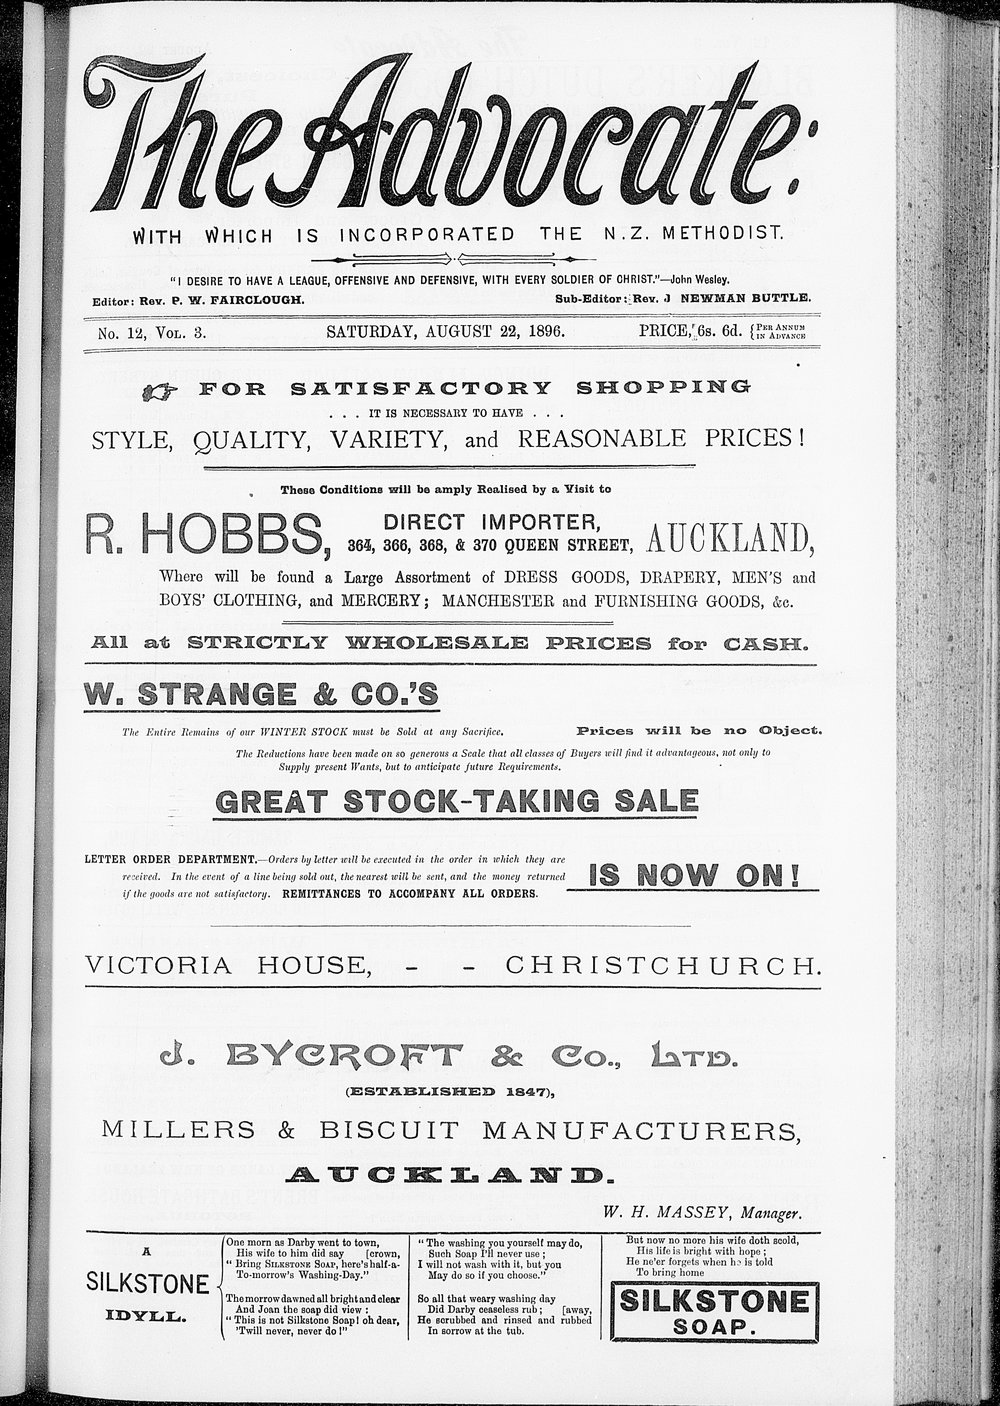 The Advocate:
WITH WHICH IS INCORPORATED THE N.Z. METHODIST.
"I DESIRE TO HAVE A LEAGUE, OFFENSIVE AND DEFENSIVE, WITH EVERY SOLDIER OF CHRIST."—John Wesley.
Editor: Rev. P. W. FAIRCLOUGH. Sub-Editor: Rev. J NEWMAN BUTTLE.
No. 12, VOL. 3. SATURDAY, AUGUST 22, 1896. PRICE, 6s. 6d. { PER ANNUM
IN ADVANCE
FOR SATISFACTORY SHOPPING
. . . IT IS NECESSARY TO HAVE . . .
STYLE, QUALITY, VARIETY, and REASONABLE PRICES!
These Conditions will be amply Realised by a Visit to
R. HOBBS, DIRECT IMPORTER,
364, 366, 368, & 370 QUEEN STREET, AUCKLAND,
Where will be found a Large Assortment of DRESS GOODS, DRAPERY, MEN'S and
BOYS' CLOTHING, and MERCERY; MANCHESTER and FURNISHING GOODS, &c.
All at STRICTLY WHOLESALE PRICES for CASH.
W. STRANGE & CO.'S
The Entire Remains of our WINTER STOCK must be Sold at any Sacrifice. Prices will be no Object.
The Reductions have been made on so generous a Scale that all classes of Buyers will find it advantageous, not only to
Supply present Wants, but to anticipate future Requirements.
GREAT STOCK-TAKING SALE
LETTER ORDER DEPARTMENT.—Orders by letter will be executed in the order in which they are
received. In the event of a line being sold out, the nearest will be sent, and the money returned
if the goods are not satisfactory. REMITTANCES TO ACCOMPANY ALL ORDERS.
IS NOW ON!
VICTORIA HOUSE, - - CHRISTCHURCH.
J. BYCROFT & Co., LTD.
(ESTABLISHED 1847),
MILLERS & BISCUIT MANUFACTURERS,
AUCKLAND.
W. H. MASSEY, Manager.
A
SILKSTONE
IDYLL.
One morn as Darby went to town,
His wife to him did say [crown,
"Bring SILKSTONE SOAP, here's half-a-
To-morrow's Washing-Day."
The morrow dawned all bright and clear
And Joan the soap did view:
"This is not Silkstone Soap! oh dear,
'Twill never, never do!"
"The washing you yourself may do,
Such Soap I'll never use;
I will not wash with it, but you
May do so if you choose."
So all that weary washing day
Did Darby ceaseless rub; [away,
He scrubbed and rinsed and rubbed
In sorrow at the tub.
But now no more his wife doth scold,
His life is bright with hope;
He ne'er forgets when he is told
To bring home
SILKSTONE
SOAP.